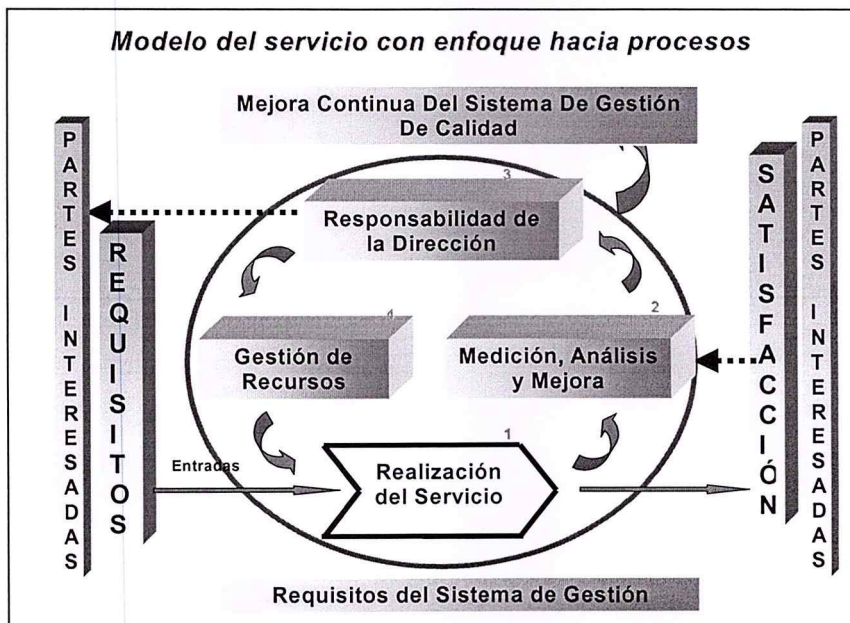 Modelo del servicio con enfoque hacia procesos
Mejora Continua Del Sistema De Gestión
De Calidad
PARTES INTERESADAS
REQUISITOS
3
Responsabilidad de
la Dirección
4
Gestión de
Recursos
2
Medición, Análisis
y Mejora
Entradas
1
Realización
del Servicio
SATISFACCIÓN
PARTES INTERESADAS
Requisitos del Sistema de Gestión